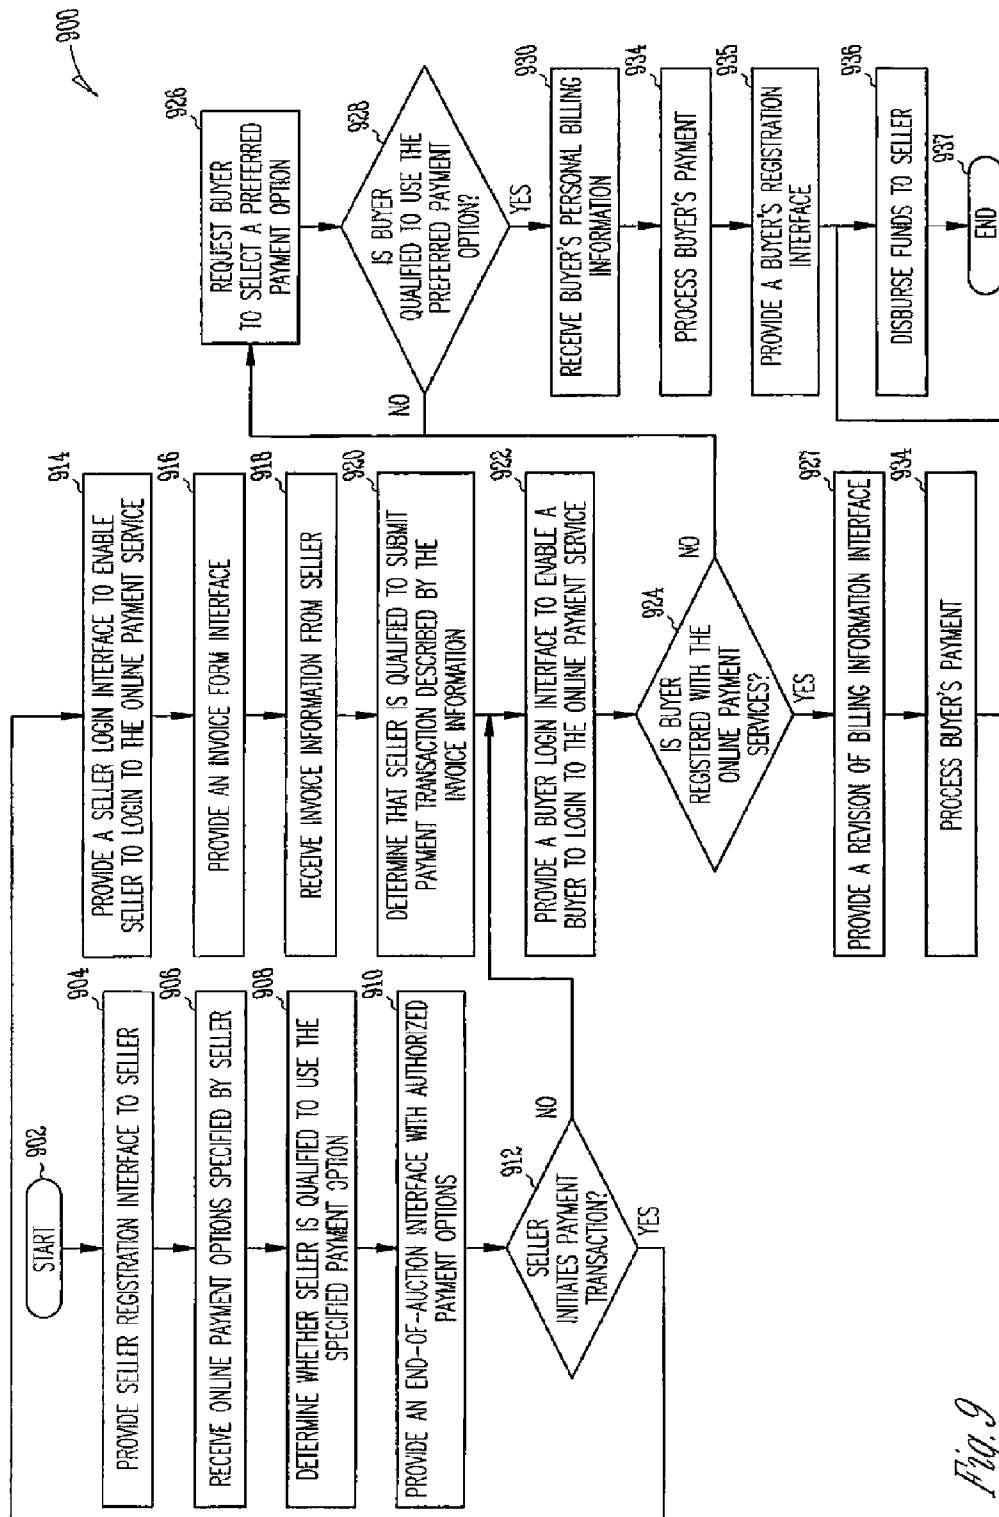 900
START
902
904
PROVIDE SELLER REGISTRATION INTERFACE TO SELLER
906
RECEIVE ONLINE PAYMENT OPTIONS SPECIFIED BY SELLER
908
DETERMINE WHETHER SELLER IS QUALIFIED TO USE THE
SPECIFIED PAYMENT OPTION
910
PROVIDE AN END-OF-AUCTION INTERFACE WITH AUTHORIZED
PAYMENT OPTIONS
912
SELLER
INITIATES PAYMENT
TRANSACTION?
NO
YES
914
PROVIDE A SELLER LOGIN INTERFACE TO ENABLE
SELLER TO LOGIN TO THE ONLINE PAYMENT SERVICE
916
PROVIDE AN INVOICE FORM INTERFACE
918
RECEIVE INVOICE INFORMATION FROM SELLER
920
DETERMINE THAT SELLER IS QUALIFIED TO SUBMIT
PAYMENT TRANSACTION DESCRIBED BY THE
INVOICE INFORMATION
922
PROVIDE A BUYER LOGIN INTERFACE TO ENABLE A
BUYER TO LOGIN TO THE ONLINE PAYMENT SERVICE
924
IS BUYER
REGISTERED WITH THE
ONLINE PAYMENT
SERVICES?
NO
YES
927
PROVIDE A REVISION OF BILLING INFORMATION INTERFACE
934
PROCESS BUYER'S PAYMENT
926
REQUEST BUYER
TO SELECT A PREFERRED
PAYMENT OPTION
928
IS BUYER
QUALIFIED TO USE THE
PREFERRED PAYMENT
OPTION?
NO
YES
930
RECEIVE BUYER'S PERSONAL BILLING
INFORMATION
934
PROCESS BUYER'S PAYMENT
935
PROVIDE A BUYER'S REGISTRATION
INTERFACE
936
DISBURSE FUNDS TO SELLER
937
END
Fig. 9